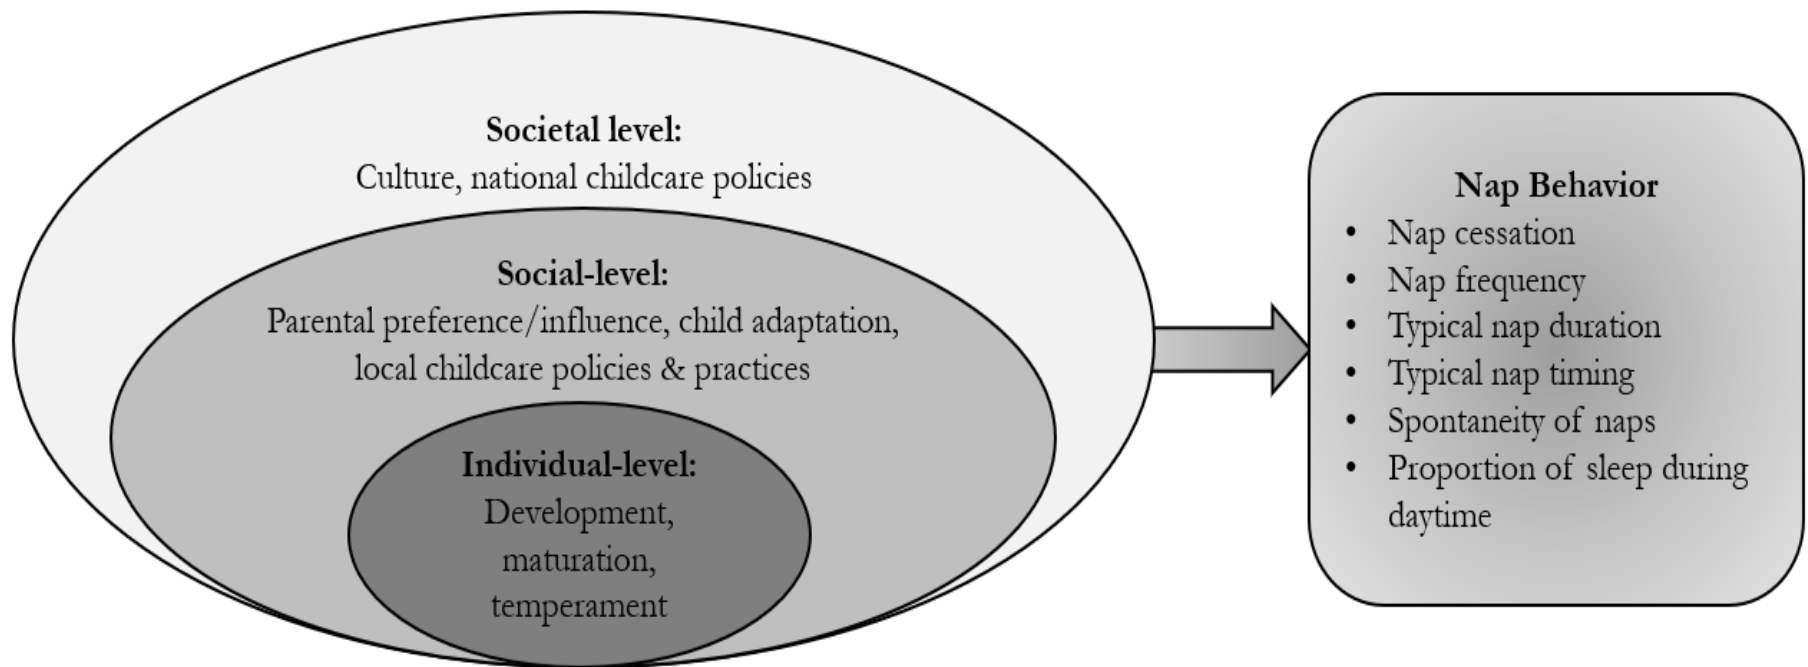 Societal level:
Culture, national childcare policies
Social-level:
Parental preference/influence, child adaptation,
local childcare policies & practices
Individual-level:
Development,
maturation,
temperament
Nap Behavior
• Nap cessation
• Nap frequency
• Typical nap duration
• Typical nap timing
• Spontaneity of naps
• Proportion of sleep during
daytime